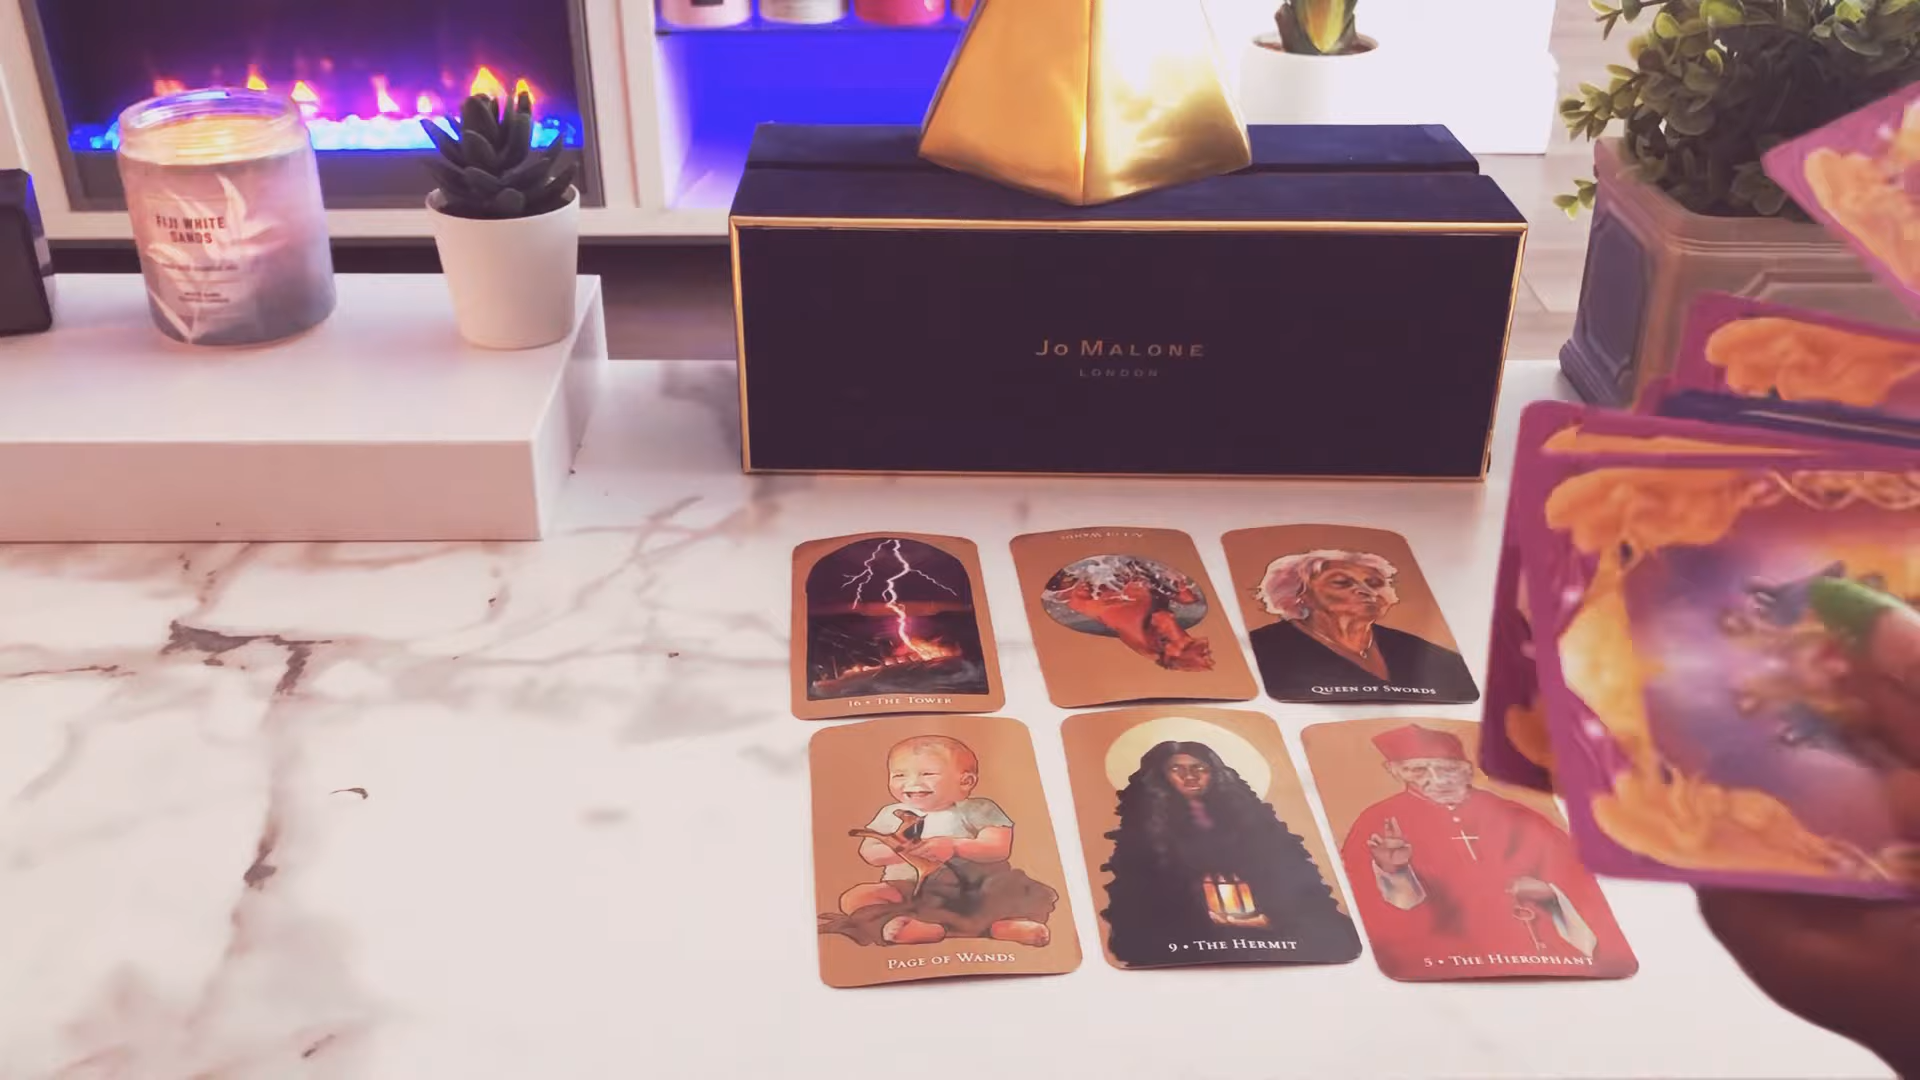 FIJI WHITE
SANDS
JO MALONE
LONDON
16 • THE TOWER
QUEEN OF SWORDS
PAGE OF WANDS
9 • THE HERMIT
5 • THE HIEROPHANT